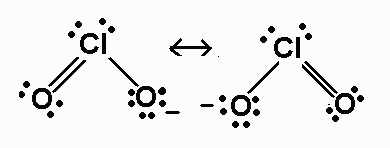 Cl Cl
O O – – O O